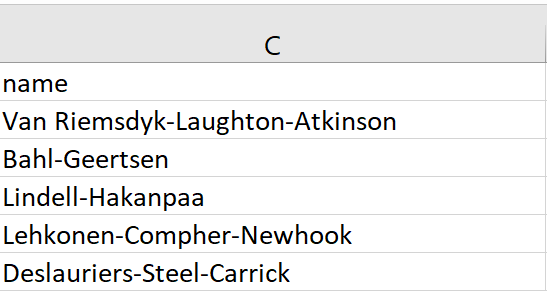 C
name
Van Riemsdyk-Laughton-Atkinson
Bahl-Geertsen
Lindell-Hakanpaa
Lehkonen-Compher-Newhook
Deslauriers-Steel-Carrick